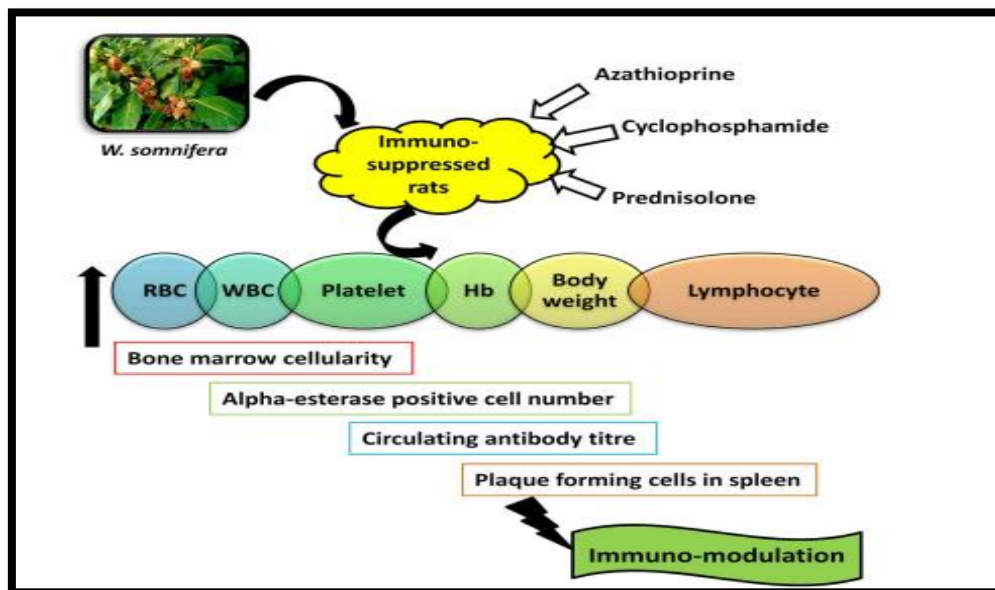 W. somnifera
Azathioprine
Cyclophosphamide
Prednisolone
Immuno-
suppressed
rats
RBC
WBC
Platelet
Hb
Body
weight
Lymphocyte
Bone marrow cellularity
Alpha-esterase positive cell number
Circulating antibody titre
Plaque forming cells in spleen
Immuno-modulation